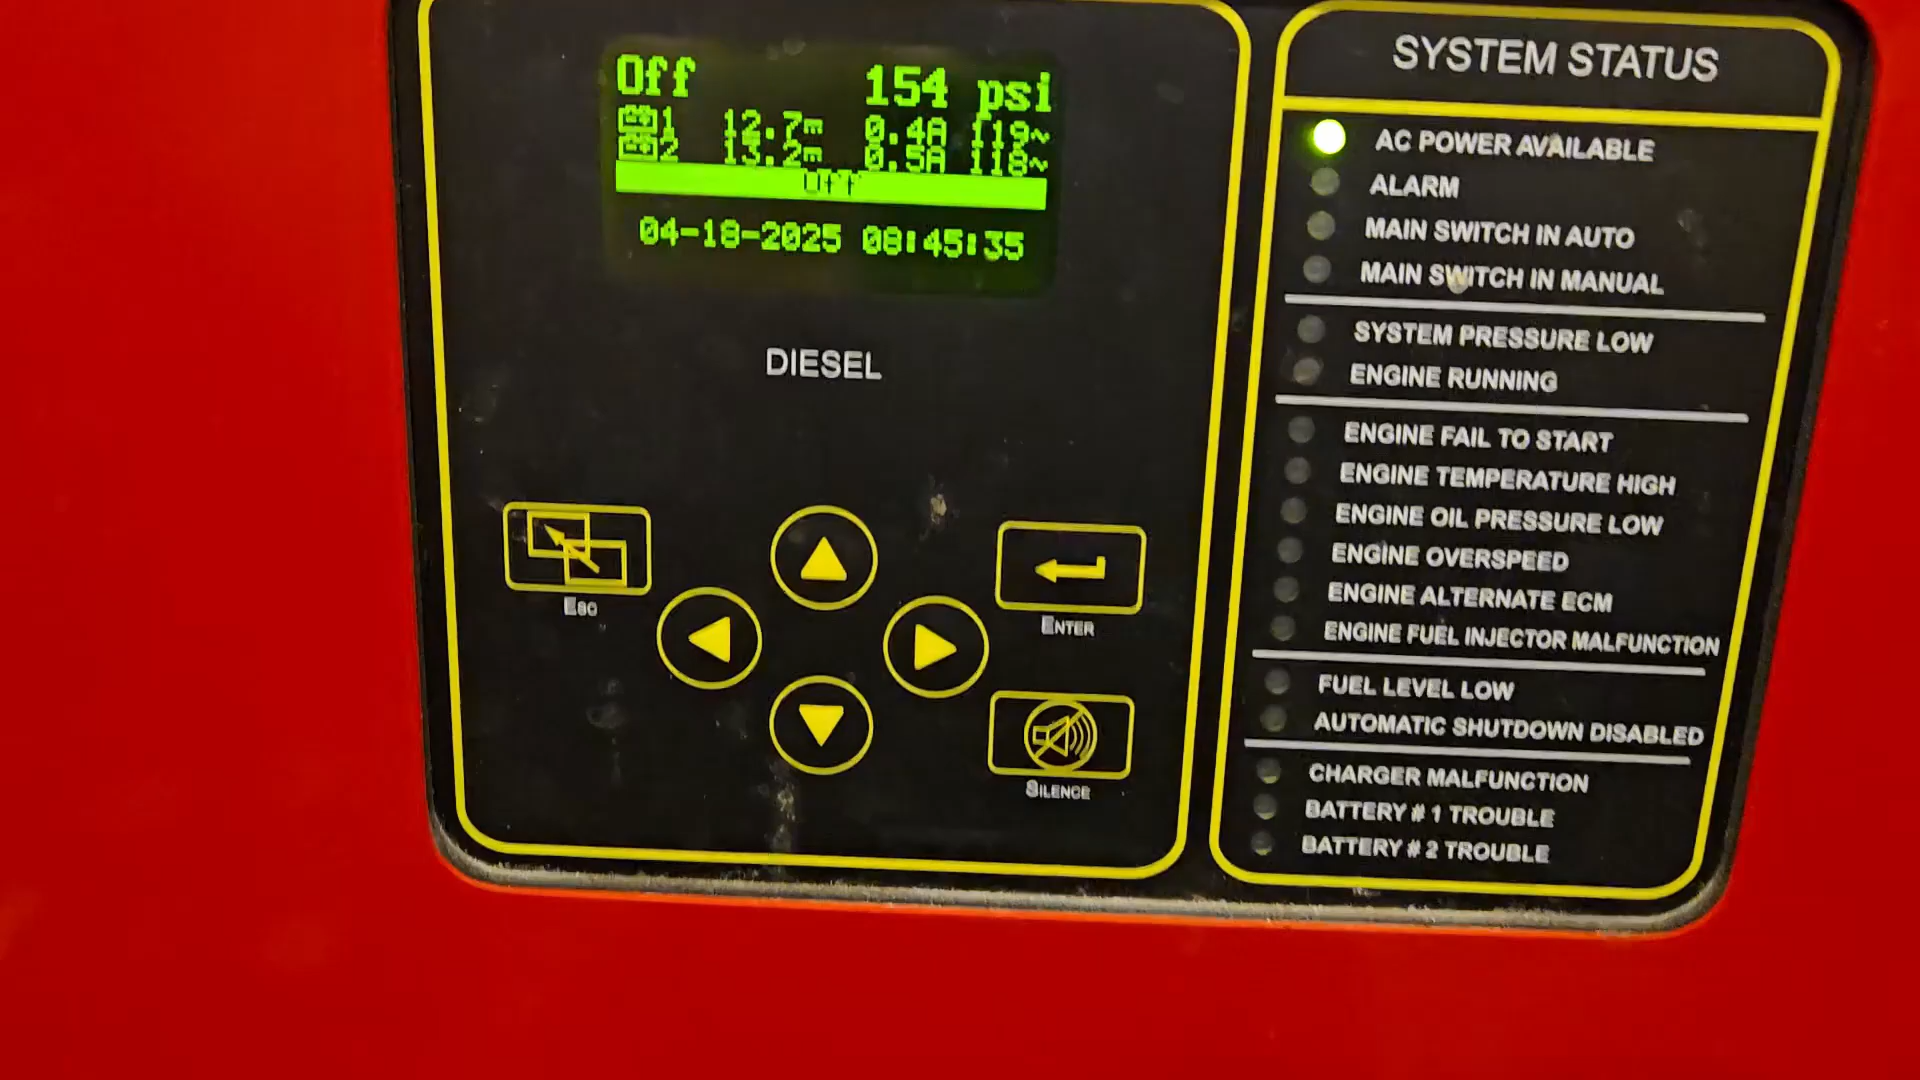 Off 154 psi
1 12.7m 0.4A 119~
2 13.2m 0.5A 118~
Off
04-18-2025 08:45:35
DIESEL
ESC
ENTER
SILENCE
SYSTEM STATUS
AC POWER AVAILABLE
ALARM
MAIN SWITCH IN AUTO
MAIN SWITCH IN MANUAL
SYSTEM PRESSURE LOW
ENGINE RUNNING
ENGINE FAIL TO START
ENGINE TEMPERATURE HIGH
ENGINE OIL PRESSURE LOW
ENGINE OVERSPEED
ENGINE ALTERNATE ECM
ENGINE FUEL INJECTOR MALFUNCTION
FUEL LEVEL LOW
AUTOMATIC SHUTDOWN DISABLED
CHARGER MALFUNCTION
BATTERY # 1 TROUBLE
BATTERY # 2 TROUBLE